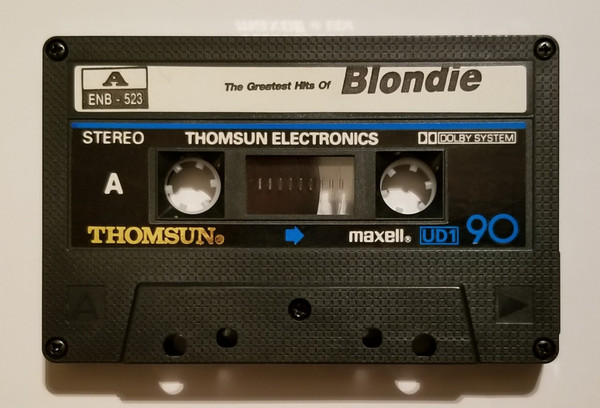 A
ENB - 523
The Greatest Hits Of Blondie
STEREO THOMSUN ELECTRONICS DOLBY SYSTEM
A
THOMSUN® maxell® UD1 90
A